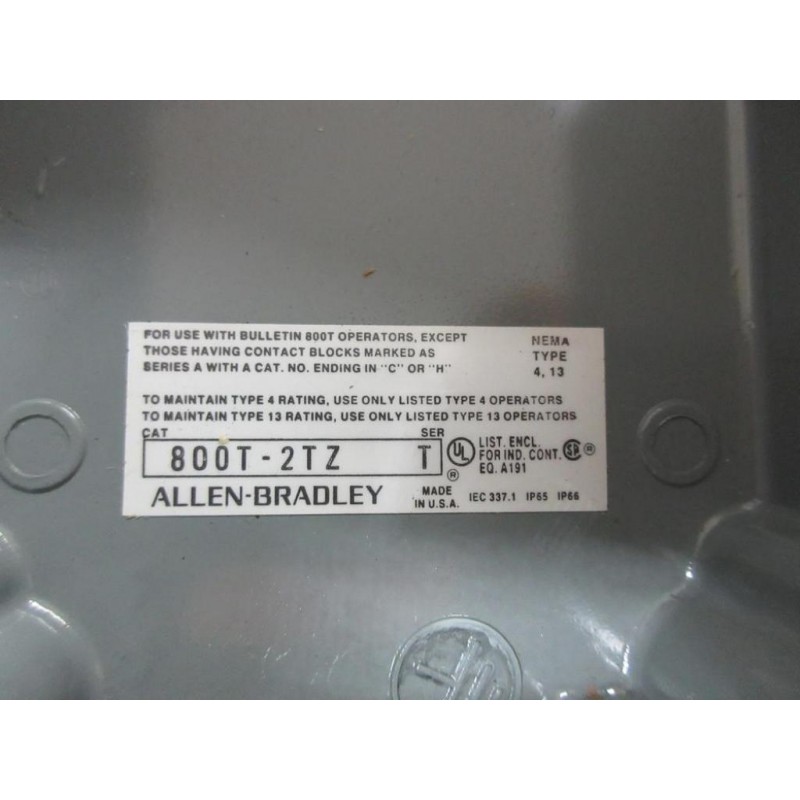 FOR USE WITH BULLETIN 800T OPERATORS, EXCEPT
THOSE HAVING CONTACT BLOCKS MARKED AS
SERIES A WITH A CAT. NO. ENDING IN "C" OR "H"
NEMA
TYPE
4, 13
TO MAINTAIN TYPE 4 RATING, USE ONLY LISTED TYPE 4 OPERATORS
TO MAINTAIN TYPE 13 RATING, USE ONLY LISTED TYPE 13 OPERATORS
CAT SER
800T-2TZ T
UL ®
LIST. ENCL.
FOR IND. CONT.
EQ. A191
SA ®
ALLEN-BRADLEY
MADE
IN U.S.A.
IEC 337.1 IP65 IP66